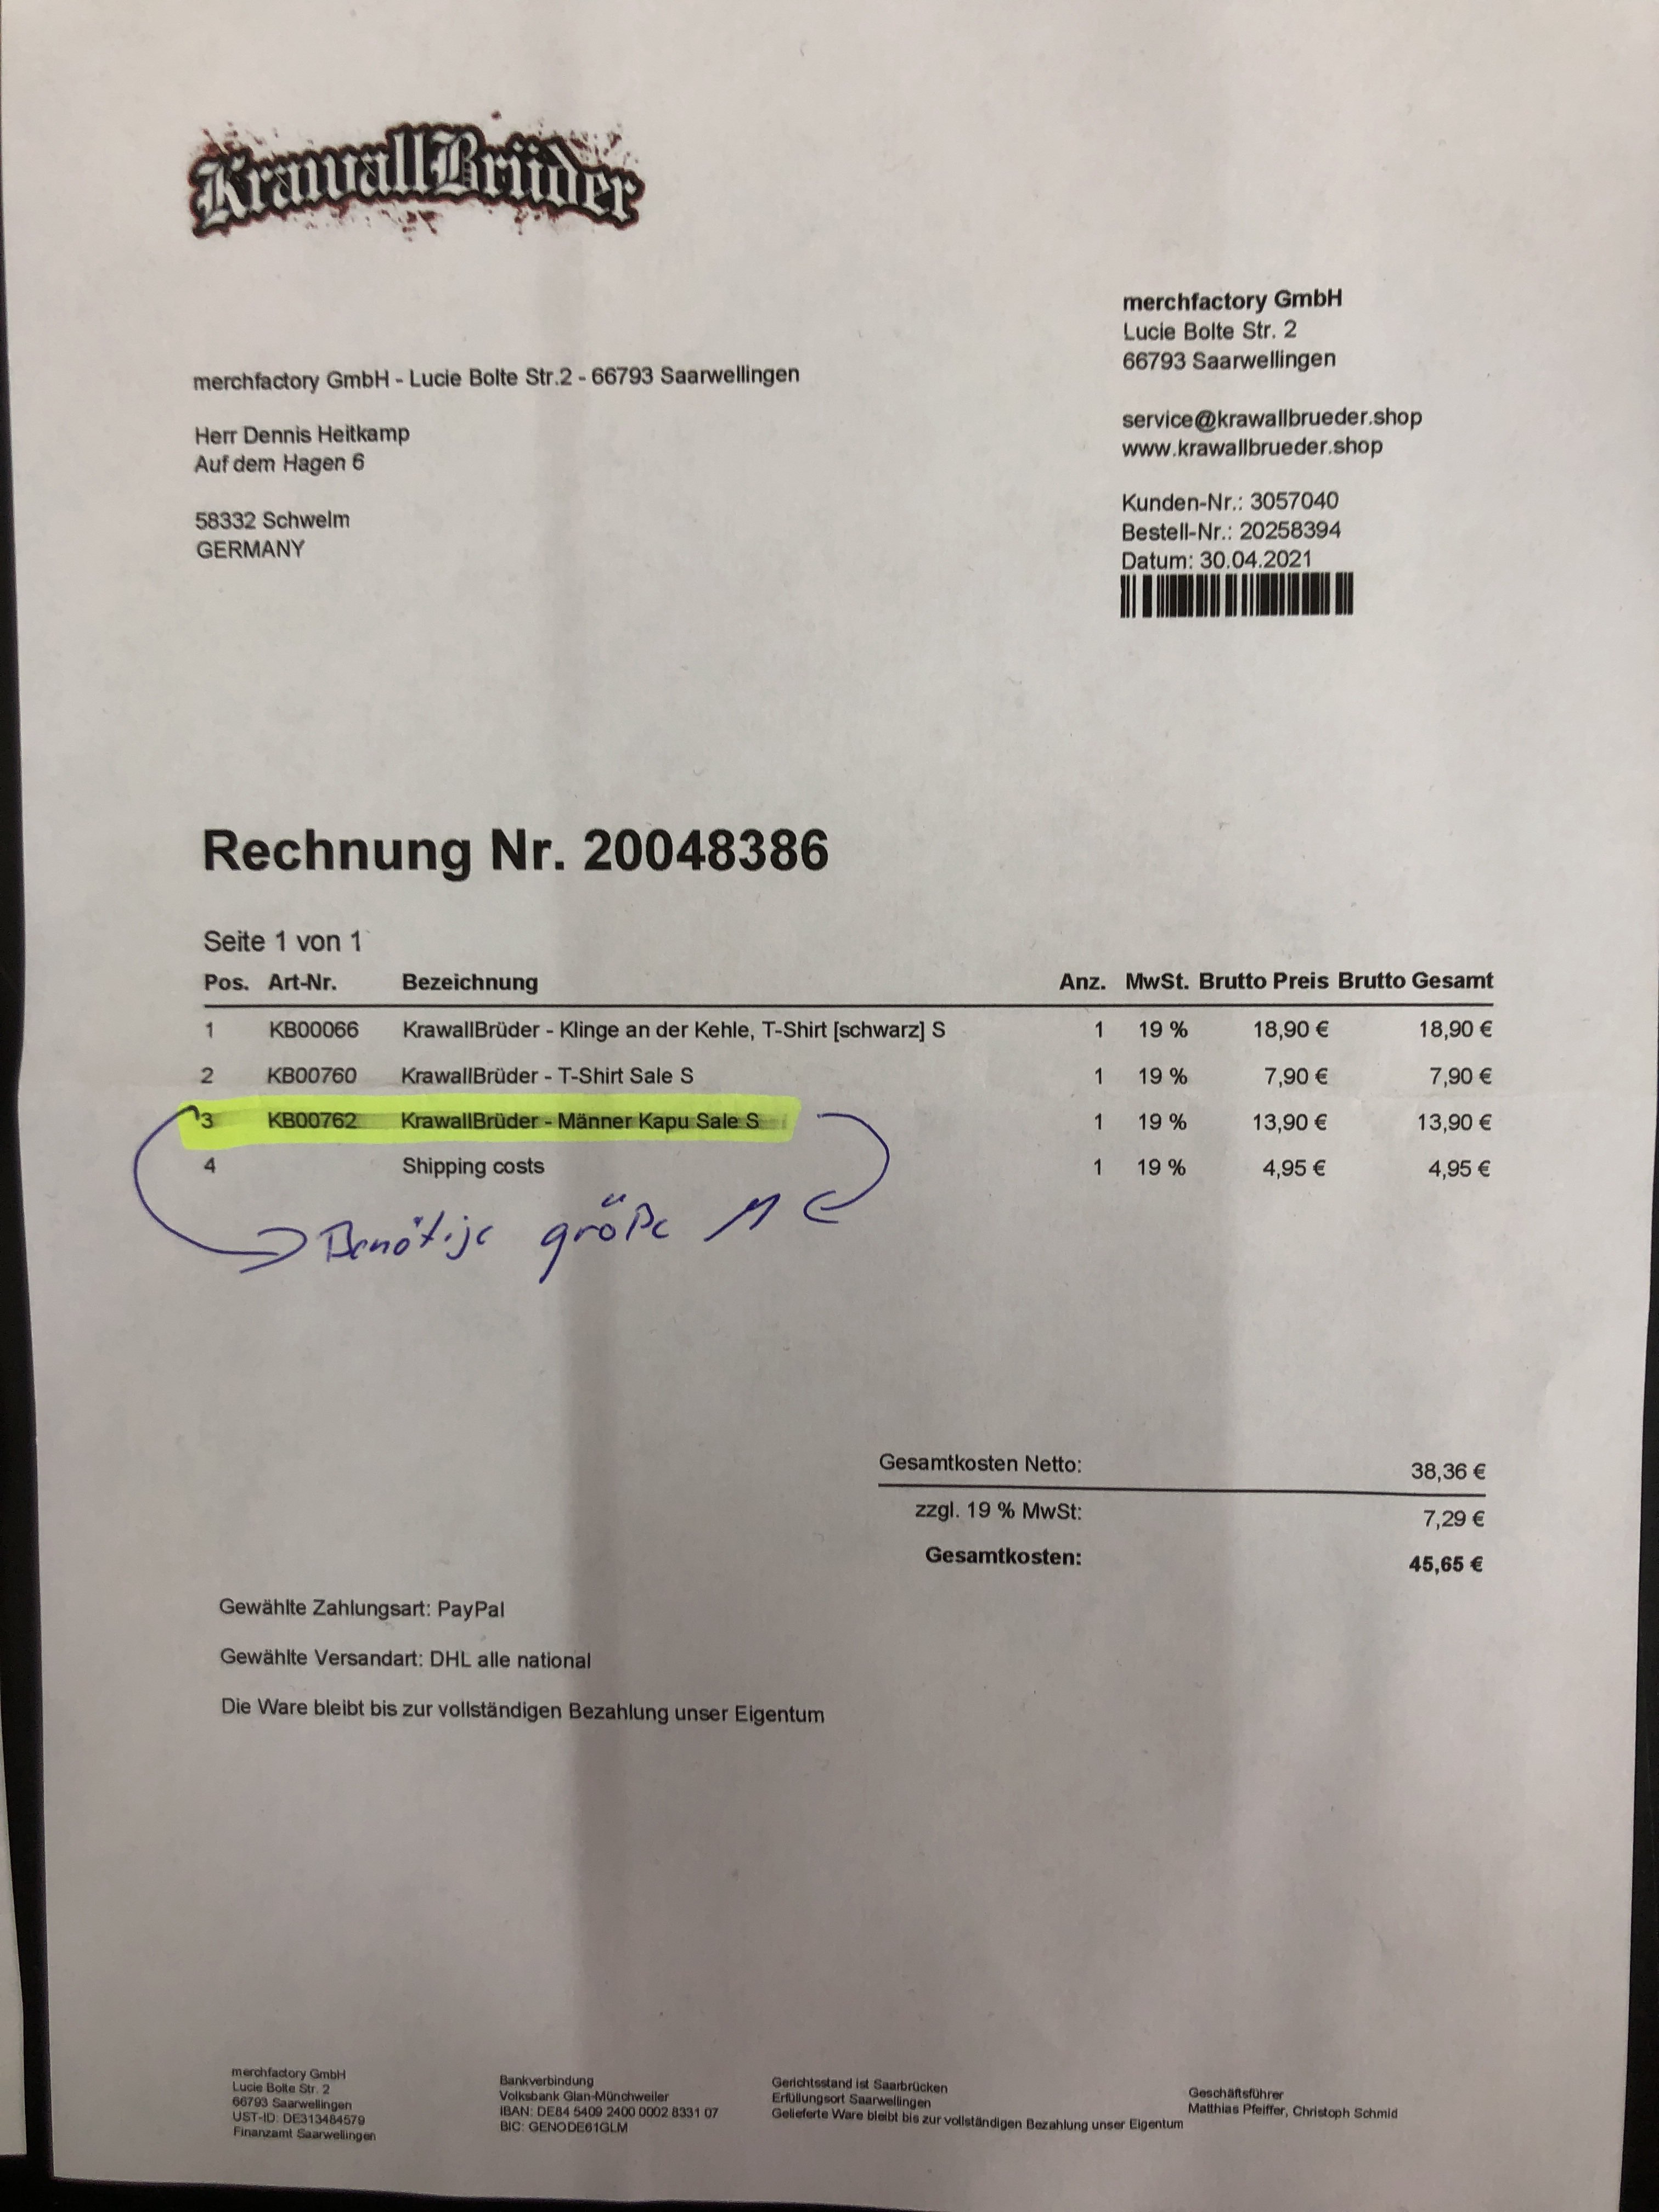 KrawallBrüder
merchfactory GmbH
Lucie Bolte Str. 2
66793 Saarwellingen
service@krawallbrueder.shop
www.krawallbrueder.shop
Kunden-Nr.: 3057040
Bestell-Nr.: 20258394
Datum: 30.04.2021
merchfactory GmbH - Lucie Bolte Str.2 - 66793 Saarwellingen
Herr Dennis Heitkamp
Auf dem Hagen 6
58332 Schwelm
GERMANY
Rechnung Nr. 20048386
Seite 1 von 1
Pos. Art-Nr. Bezeichnung Anz. MwSt. Brutto Preis Brutto Gesamt
1 KB00066 KrawallBrüder - Klinge an der Kehle, T-Shirt [schwarz] S 1 19 % 18,90 € 18,90 €
2 KB00760 KrawallBrüder - T-Shirt Sale S 1 19 % 7,90 € 7,90 €
3 KB00762 KrawallBrüder - Männer Kapu Sale S 1 19 % 13,90 € 13,90 €
4 Shipping costs 1 19 % 4,95 € 4,95 €
Benötige größe M
Gesamtkosten Netto: 38,36 €
zzgl. 19 % MwSt: 7,29 €
Gesamtkosten: 45,65 €
Gewählte Zahlungsart: PayPal
Gewählte Versandart: DHL alle national
Die Ware bleibt bis zur vollständigen Bezahlung unser Eigentum
merchfactory GmbH
Lucie Bolte Str. 2
66793 Saarwellingen
UST-ID: DE313484579
Finanzamt Saarwellingen
Bankverbindung
Volksbank Glan-Münchweiler
IBAN: DE84 5409 2400 0002 8331 07
BIC: GENODE61GLM
Gerichtsstand ist Saarbrücken
Erfüllungsort Saarwellingen
Gelieferte Ware bleibt bis zur vollständigen Bezahlung unser Eigentum
Geschäftsführer
Matthias Pfeiffer, Christoph Schmid